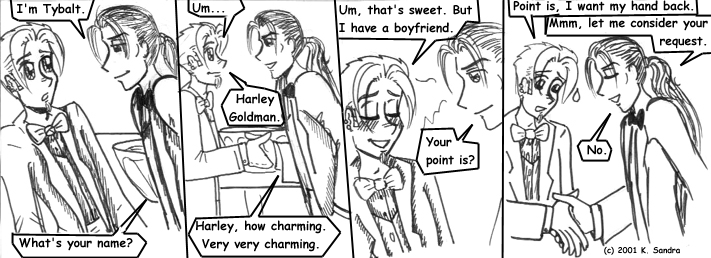 I'm Tybalt.
What's your name?
Um...
Harley
Goldman.
Harley, how charming.
Very very charming.
Um, that's sweet. But
I have a boyfriend.
Your
point is?
Point is, I want my hand back.
Mmm, let me consider your
request.
No.
(c) 2001 K. Sandra